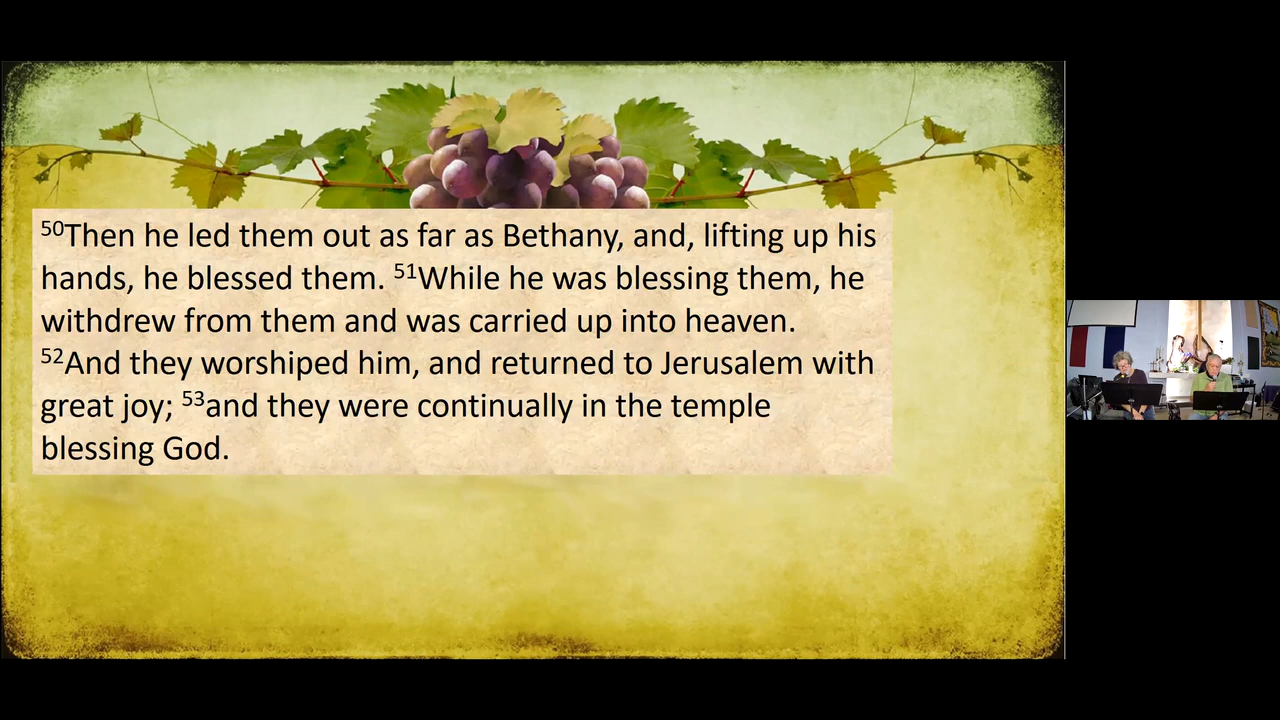 ⁵⁰Then he led them out as far as Bethany, and, lifting up his
hands, he blessed them. ⁵¹While he was blessing them, he
withdrew from them and was carried up into heaven.
⁵²And they worshiped him, and returned to Jerusalem with
great joy; ⁵³and they were continually in the temple
blessing God.